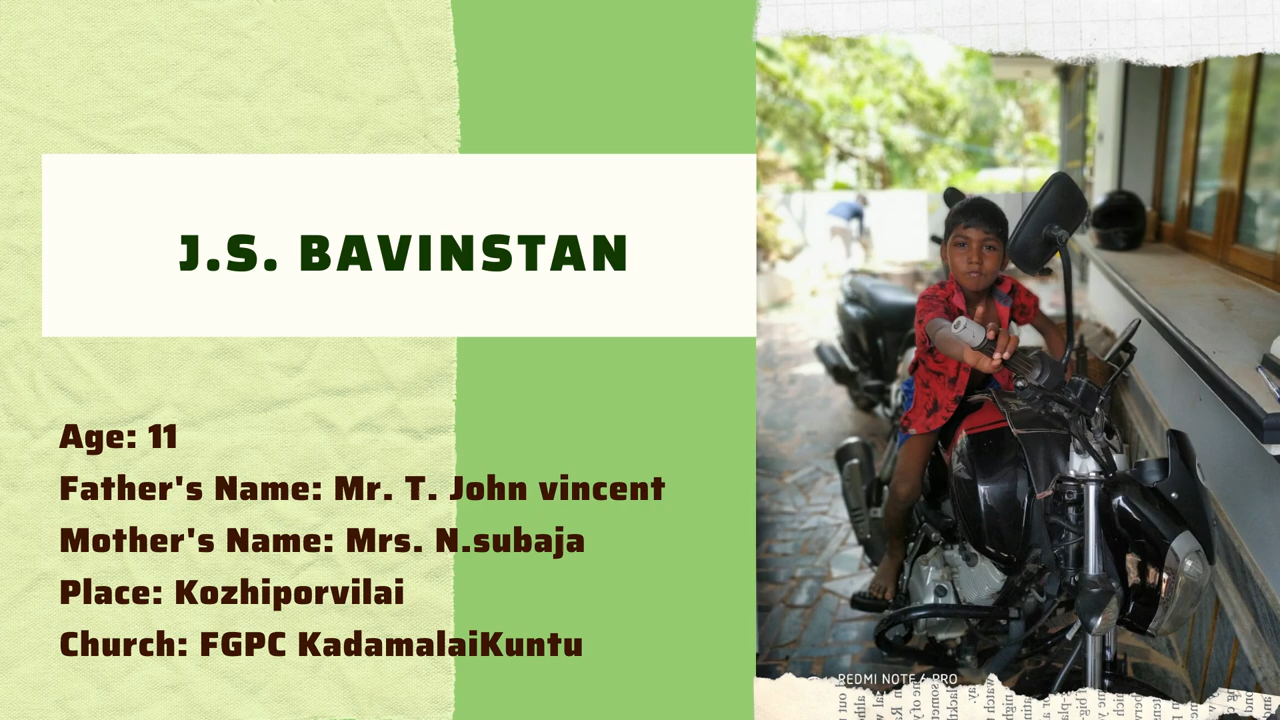 J.S. BAVINSTAN
Age: 11
Father's Name: Mr. T. John vincent
Mother's Name: Mrs. N.subaja
Place: Kozhiporvilai
Church: FGPC KadamalaiKuntu
REDMI NOTE 6 PRO